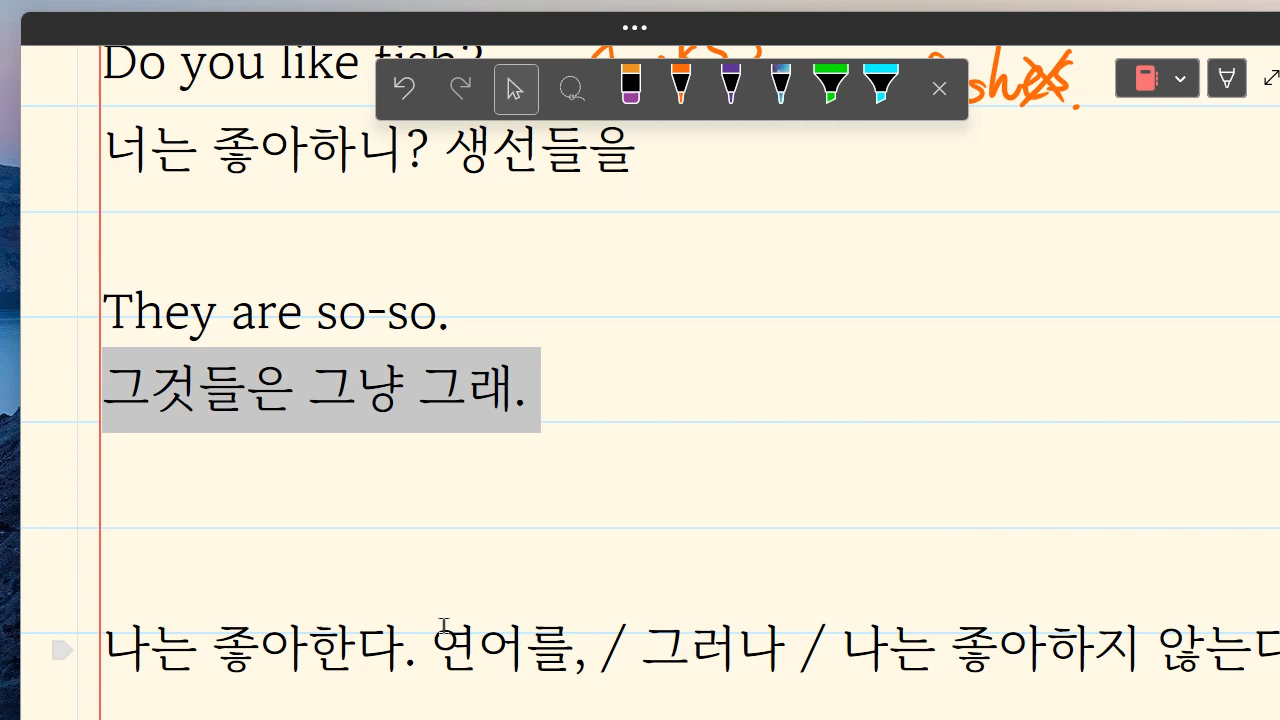 Do you like fish?
너는 좋아하니? 생선들을
They are so-so.
그것들은 그냥 그래.
나는 좋아한다. 연어를, / 그러나 / 나는 좋아하지 않는다